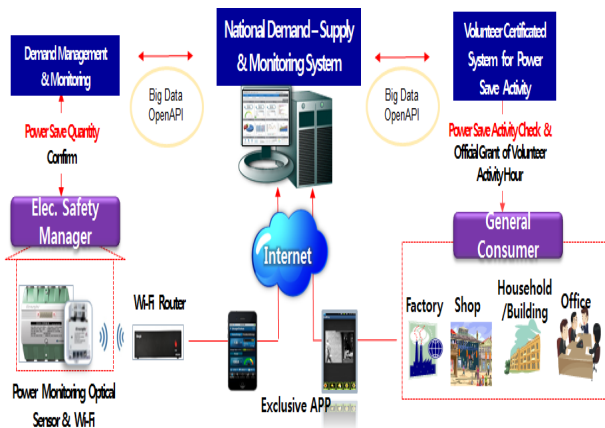 Demand Management
& Monitoring
National Demand – Supply
& Monitoring System
Volunteer Certificated
System for Power
Save Activity
Big Data
OpenAPI
Big Data
OpenAPI
Power Save Quantity
Confirm
Power Save Activity Check &
Official Grant of Volunteer
Activity Hour
Elec. Safety
Manager
General
Consumer
Internet
Wi-Fi Router
Factory
Shop
Household
/Building
Office
Power Monitoring Optical
Sensor & Wi-Fi
Exclusive APP